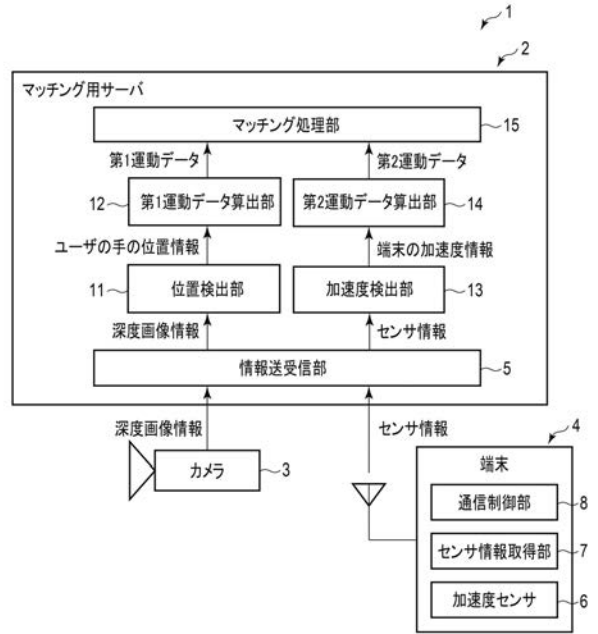 1
2
マッチング用サーバ
マッチング処理部
15
第1運動データ
第2運動データ
12
第1運動データ算出部
第2運動データ算出部
14
ユーザの手の位置情報
端末の加速度情報
11
位置検出部
加速度検出部
13
深度画像情報
センサ情報
情報送受信部
5
深度画像情報
センサ情報
4
カメラ
3
端末
通信制御部
8
センサ情報取得部
7
加速度センサ
6